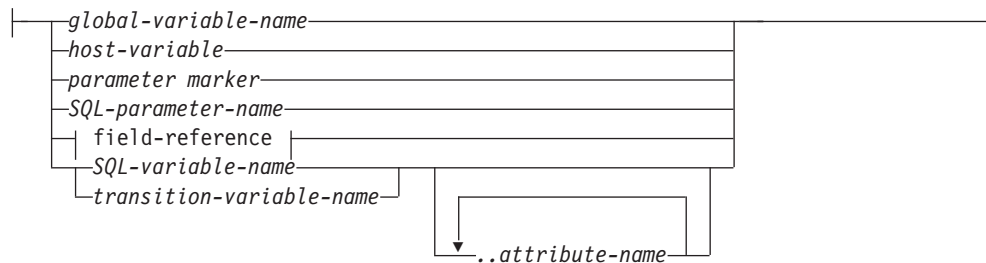 global-variable-name
host-variable
parameter marker
SQL-parameter-name
field-reference
SQL-variable-name
transition-variable-name
..attribute-name